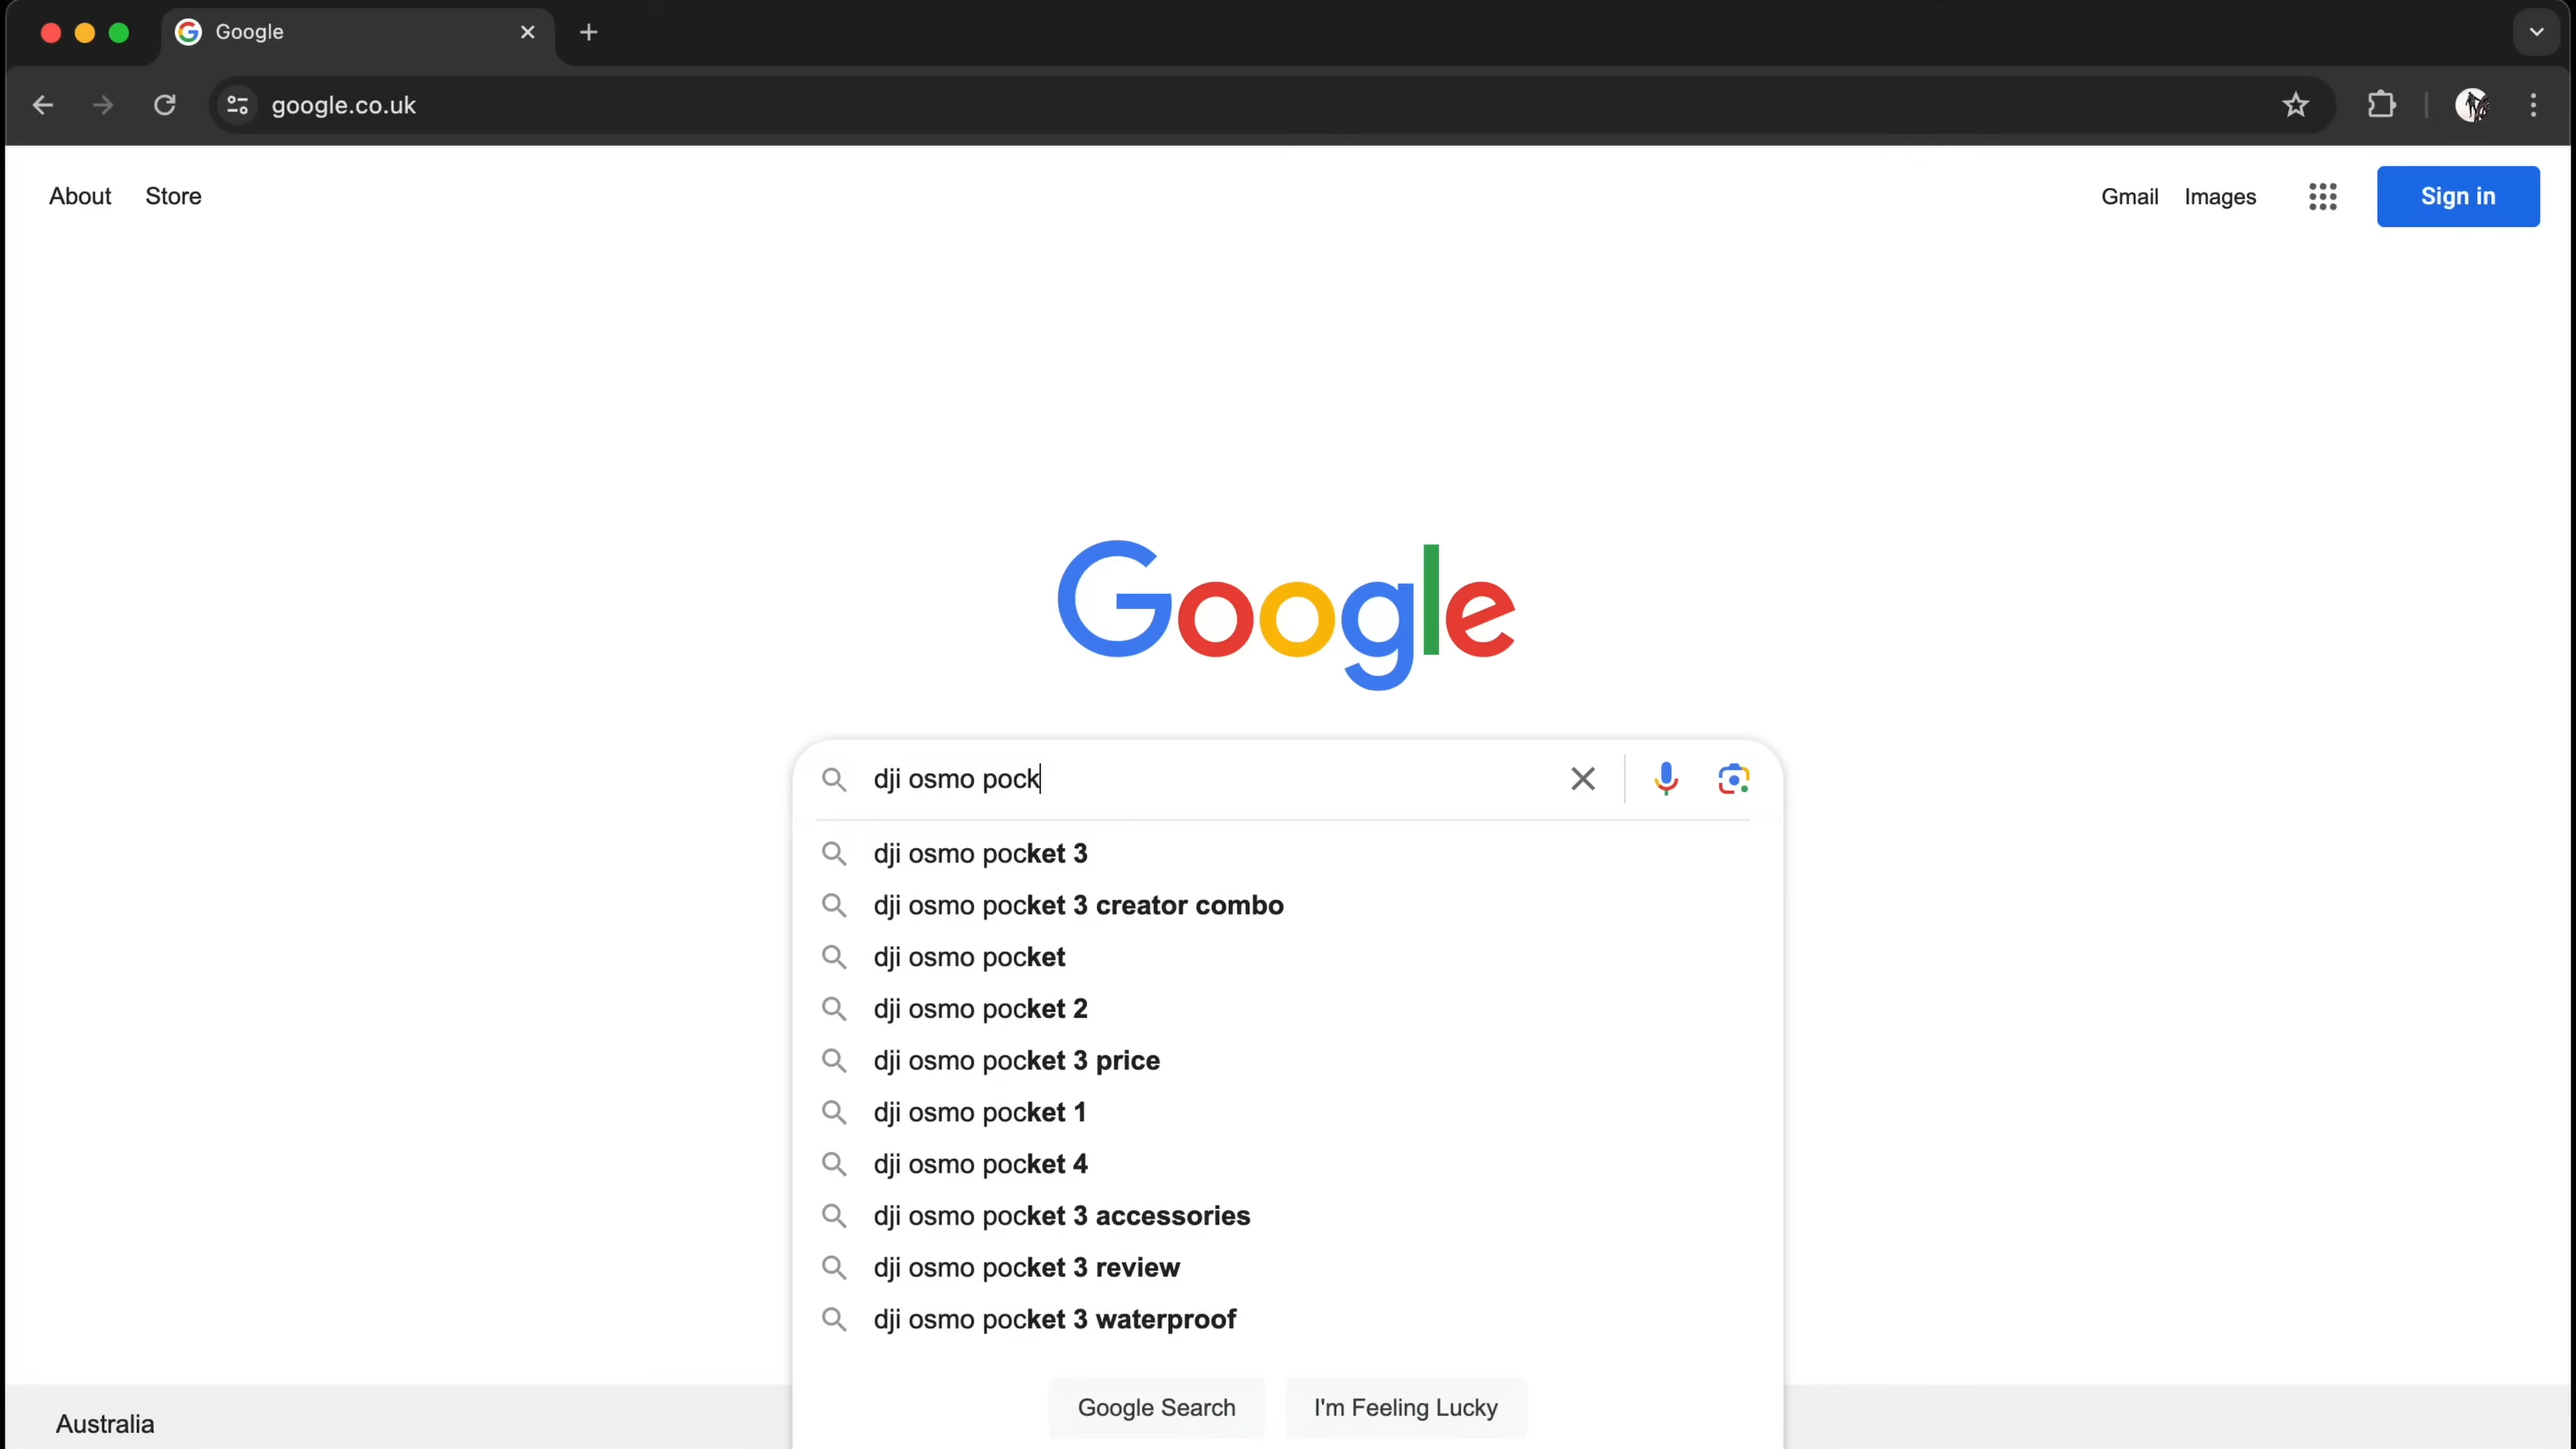 Google
google.co.uk
About Store Gmail Images Sign in
Google
dji osmo pock
dji osmo pocket 3
dji osmo pocket 3 creator combo
dji osmo pocket
dji osmo pocket 2
dji osmo pocket 3 price
dji osmo pocket 1
dji osmo pocket 4
dji osmo pocket 3 accessories
dji osmo pocket 3 review
dji osmo pocket 3 waterproof
Google Search I'm Feeling Lucky
Australia